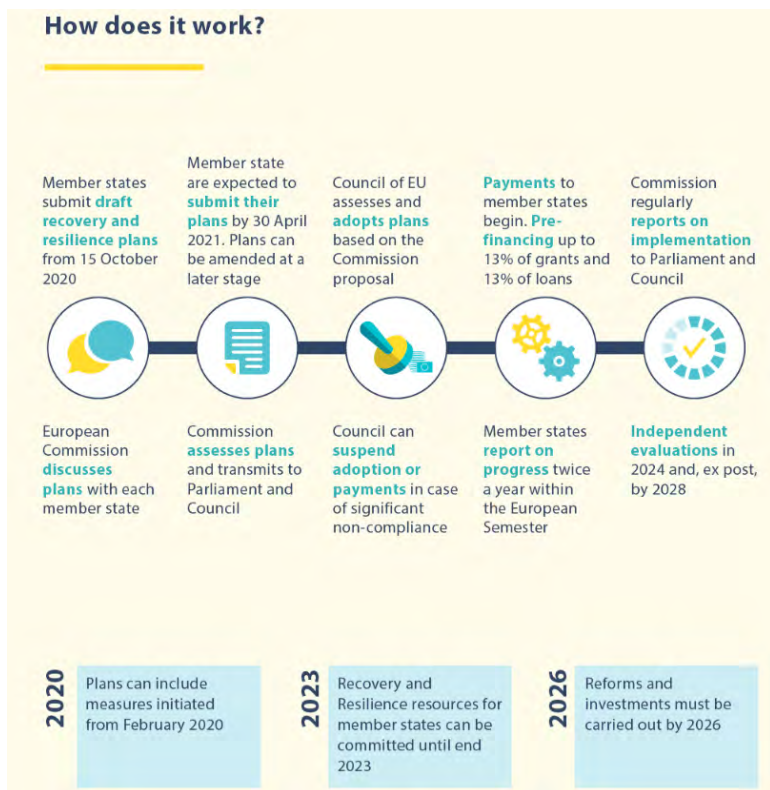 How does it work?
Member states
submit draft
recovery and
resilience plans
from 15 October
2020
Member state
are expected to
submit their
plans by 30 April
2021. Plans can
be amended at a
later stage
Council of EU
assesses and
adopts plans
based on the
Commission
proposal
Payments to
member states
begin. Pre-
financing up to
13% of grants and
13% of loans
Commission
regularly
reports on
implementation
to Parliament and
Council
European
Commission
discusses
plans with each
member state
Commission
assesses plans
and transmits to
Parliament and
Council
Council can
suspend
adoption or
payments in case
of significant
non-compliance
Member states
report on
progress twice
a year within
the European
Semester
Independent
evaluations in
2024 and, ex post,
by 2028
2020
Plans can include
measures initiated
from February 2020
2023
Recovery and
Resilience resources for
member states can be
committed until end
2023
2026
Reforms and
investments must be
carried out by 2026